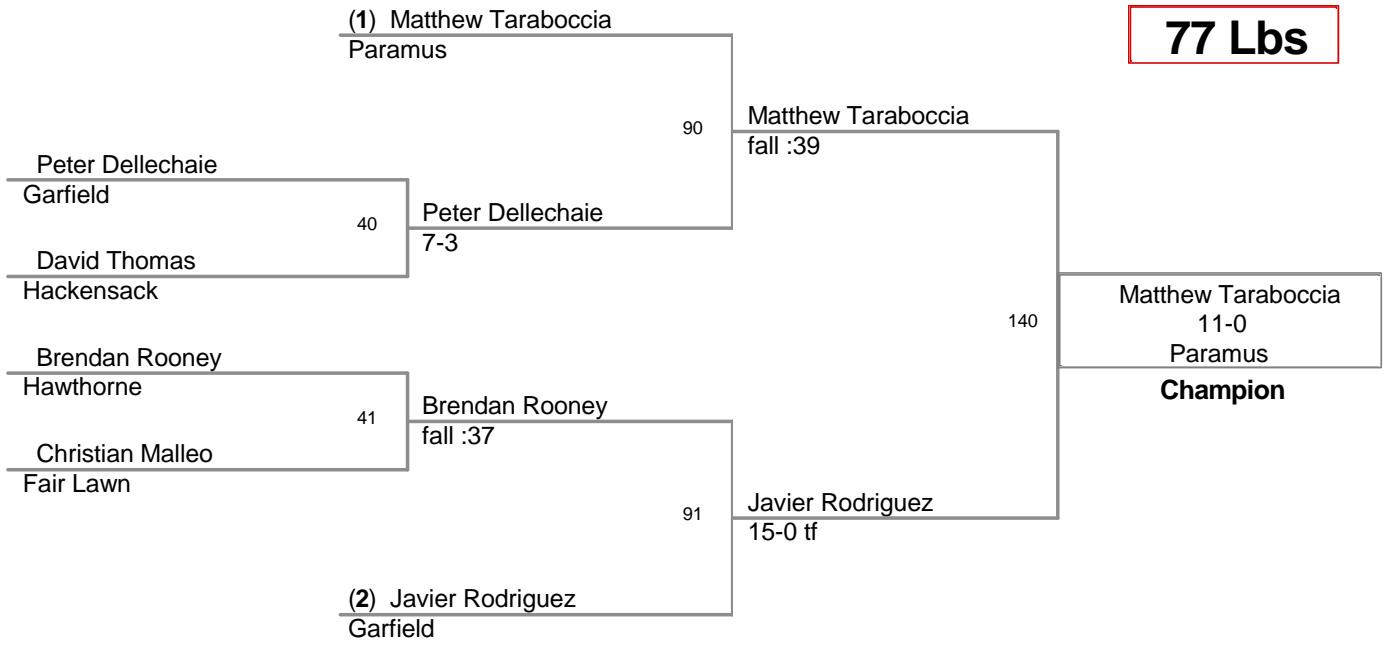 (1) Matthew Taraboccia
Paramus
77 Lbs
90
Matthew Taraboccia
fall :39
Peter Dellechaie
Garfield
40
Peter Dellechaie
7-3
David Thomas
Hackensack
140
Matthew Taraboccia
11-0
Paramus
Champion
Brendan Rooney
Hawthorne
41
Brendan Rooney
fall :37
Christian Malleo
Fair Lawn
91
Javier Rodriguez
15-0 tf
(2) Javier Rodriguez
Garfield